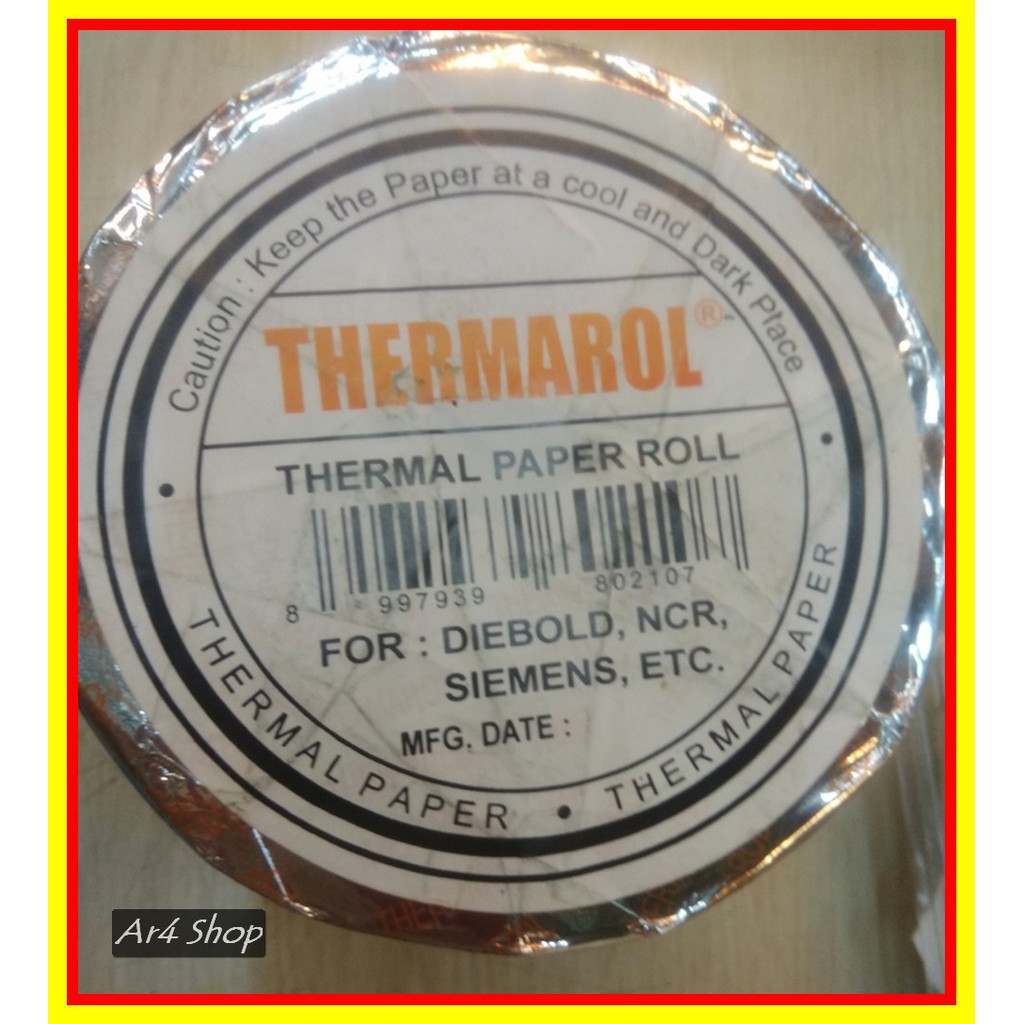 Caution : Keep the Paper at a cool and Dark Place
THERMAROL®
THERMAL PAPER ROLL
8 997939 802107
FOR : DIEBOLD, NCR,
SIEMENS, ETC.
MFG. DATE :
THERMAL PAPER • THERMAL PAPER
Ar4 Shop